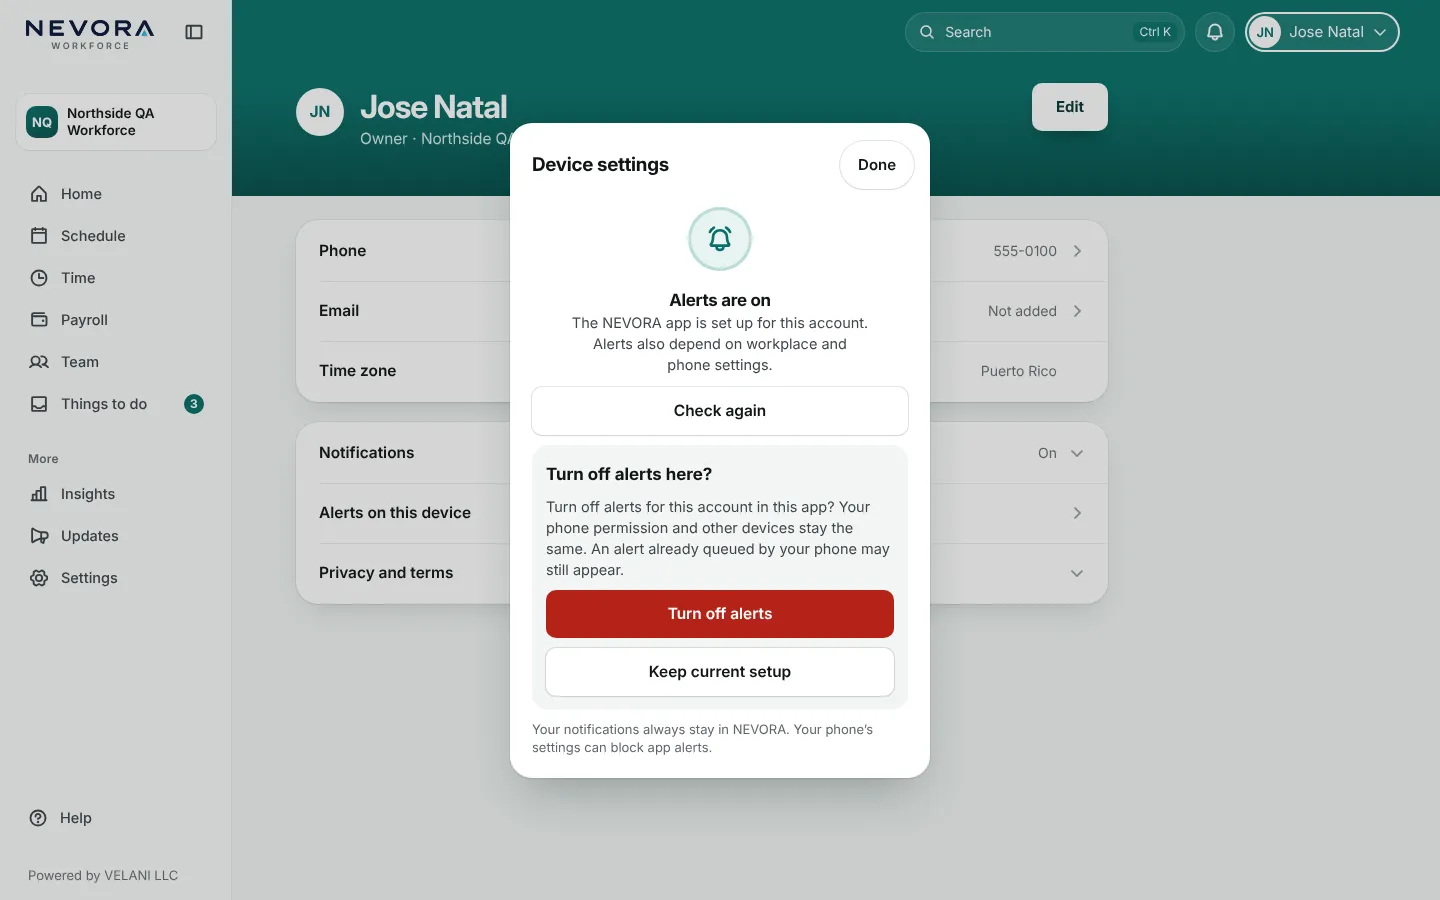 NEVORA
WORKFORCE
Search
Ctrl K
JN
Jose Natal
NQ
Northside QA
Workforce
JN
Jose Natal
Owner · Northside QA
Edit
Home
Schedule
Time
Payroll
Team
Things to do
3
More
Insights
Updates
Settings
Help
Powered by VELANI LLC
Phone
555-0100
Email
Not added
Time zone
Puerto Rico
Notifications
On
Alerts on this device
Privacy and terms
Device settings
Done
Alerts are on
The NEVORA app is set up for this account.
Alerts also depend on workplace and
phone settings.
Check again
Turn off alerts here?
Turn off alerts for this account in this app? Your
phone permission and other devices stay the
same. An alert already queued by your phone may
still appear.
Turn off alerts
Keep current setup
Your notifications always stay in NEVORA. Your phone’s
settings can block app alerts.